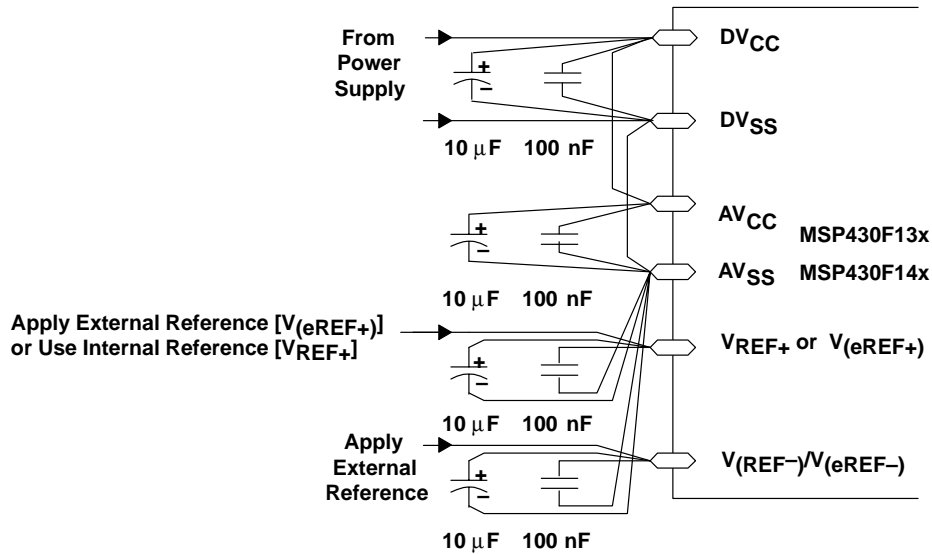 From
Power
Supply
DVCC
+
−
DVSS
10 μF 100 nF
AVCC
MSP430F13x
+
−
AVSS MSP430F14x
10 μF 100 nF
Apply External Reference [V(eREF+)]
or Use Internal Reference [VREF+]
VREF+ or V(eREF+)
+
−
10 μF 100 nF
Apply
External
Reference
V(REF−)/V(eREF−)
+
−
10 μF 100 nF